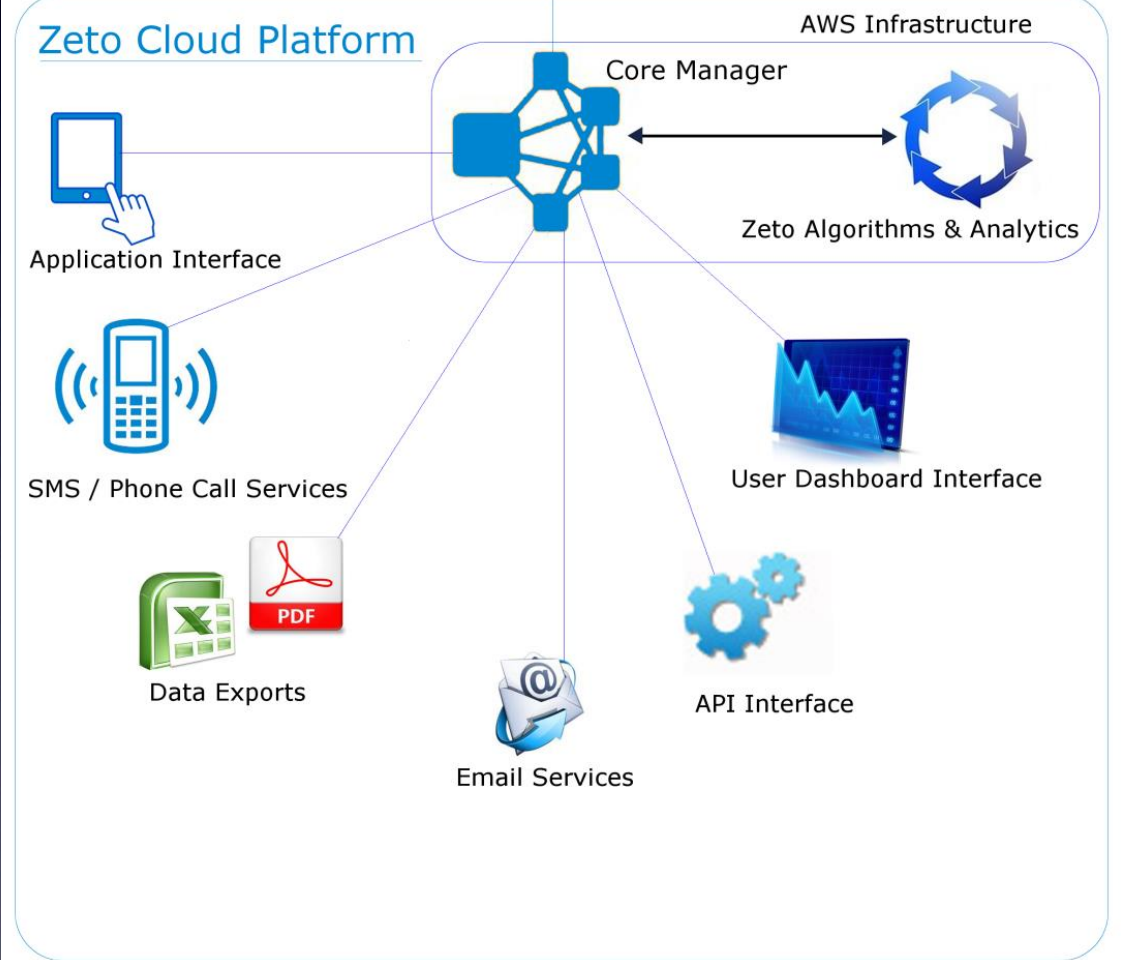 Zeto Cloud Platform
AWS Infrastructure
Core Manager
Zeto Algorithms & Analytics
Application Interface
SMS / Phone Call Services
User Dashboard Interface
PDF
Data Exports
API Interface
@
Email Services